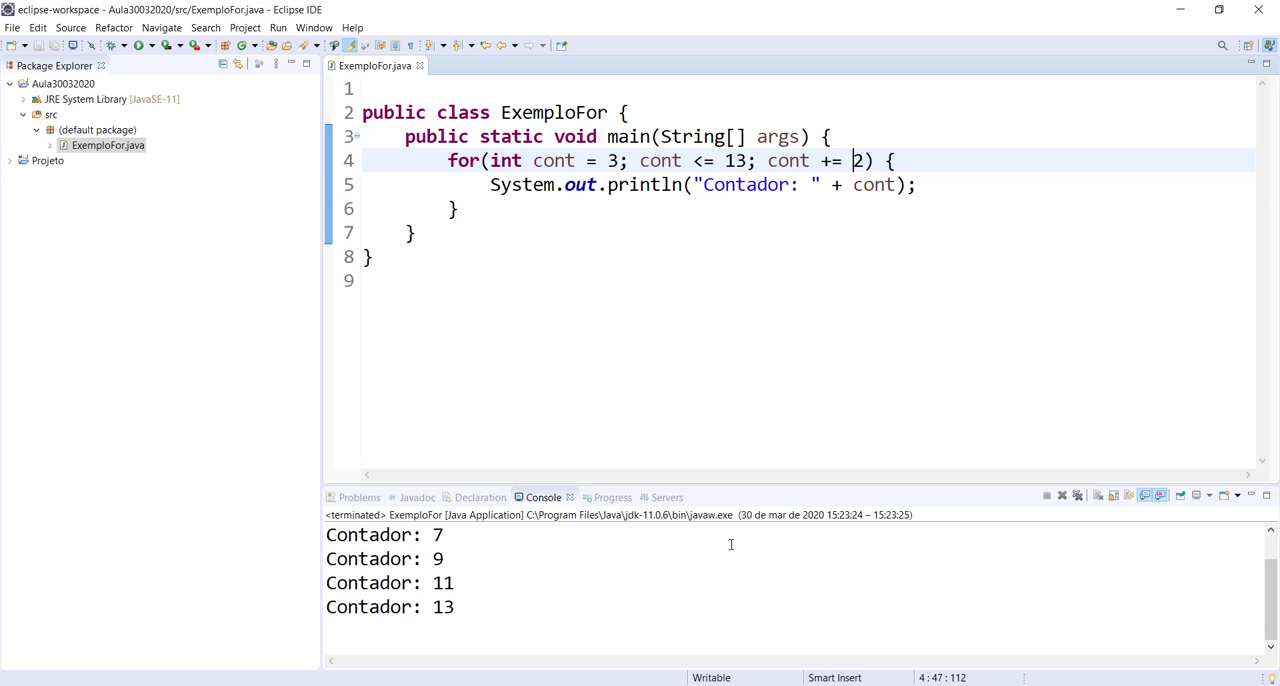 eclipse-workspace - Aula30032020/src/ExemploFor.java - Eclipse IDE
File Edit Source Refactor Navigate Search Project Run Window Help
Package Explorer
ExemploFor.java
Aula30032020
JRE System Library [JavaSE-11]
src
(default package)
ExemploFor.java
Projeto
1
2 public class ExemploFor {
3 public static void main(String[] args) {
4 for(int cont = 3; cont <= 13; cont += 2) {
5 System.out.println("Contador: " + cont);
6 }
7 }
8 }
9
Problems Javadoc Declaration Console Progress Servers
<terminated> ExemploFor [Java Application] C:\Program Files\Java\jdk-11.0.6\bin\javaw.exe (30 de mar de 2020 15:23:24 – 15:23:25)
Contador: 7
Contador: 9
Contador: 11
Contador: 13
Writable Smart Insert 4 : 47 : 112